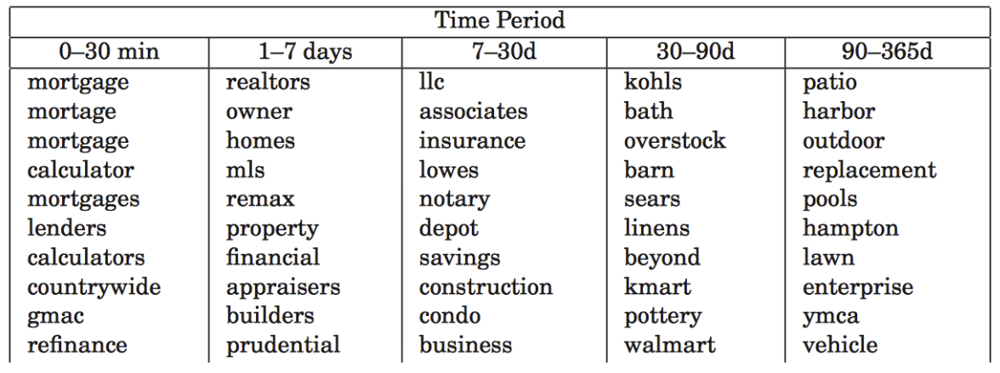 Time Period
0–30 min 1–7 days 7–30d 30–90d 90–365d
mortgage realtors llc kohls patio
mortage owner associates bath harbor
mortgage homes insurance overstock outdoor
calculator mls lowes barn replacement
mortgages remax notary sears pools
lenders property depot linens hampton
calculators financial savings beyond lawn
countrywide appraisers construction kmart enterprise
gmac builders condo pottery ymca
refinance prudential business walmart vehicle